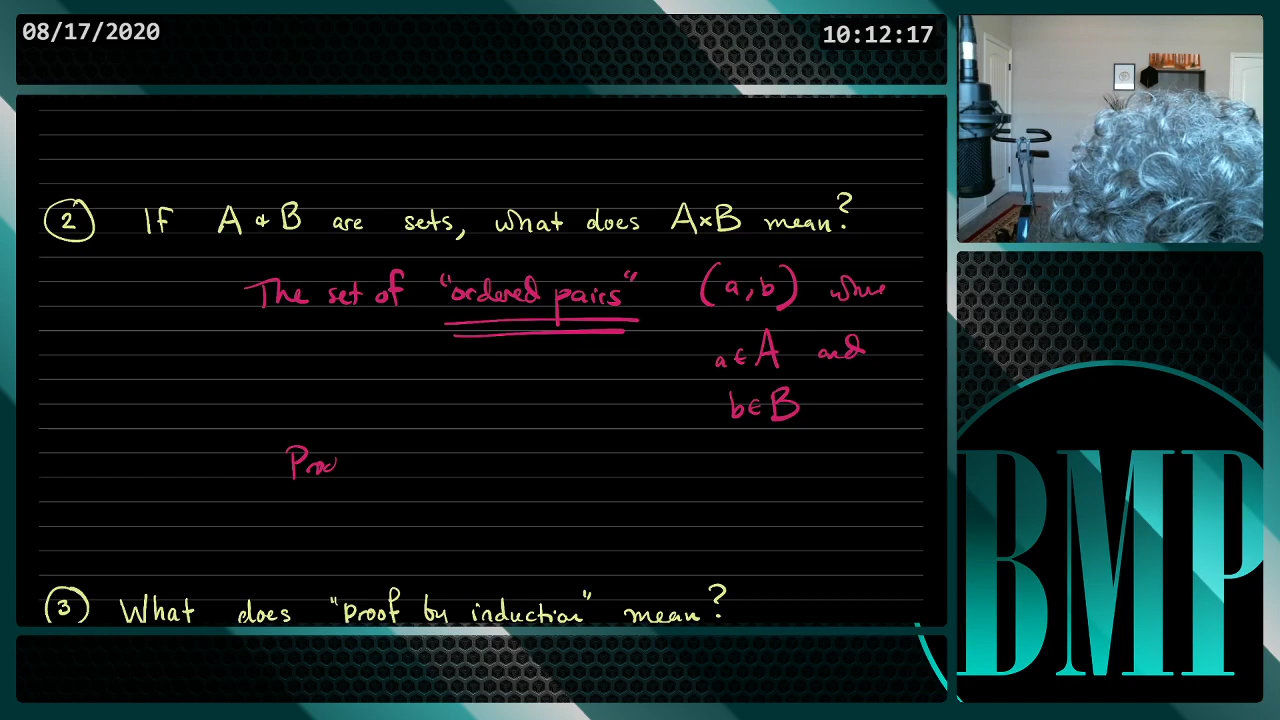 08/17/2020 10:12:17
② If A & B are sets, what does A×B mean?
The set of "ordered pairs" (a,b) where
a∈A and
b∈B
Proo
③ What does "proof by induction" mean?
BMP